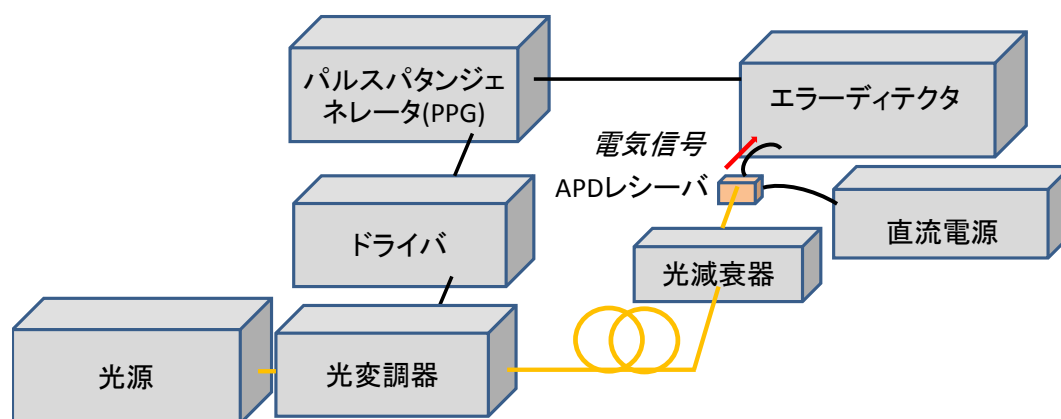 パルスパタンジェ
ネレータ(PPG)
エラーディテクタ
電気信号
APDレシーバ
ドライバ
直流電源
光減衰器
光源
光変調器